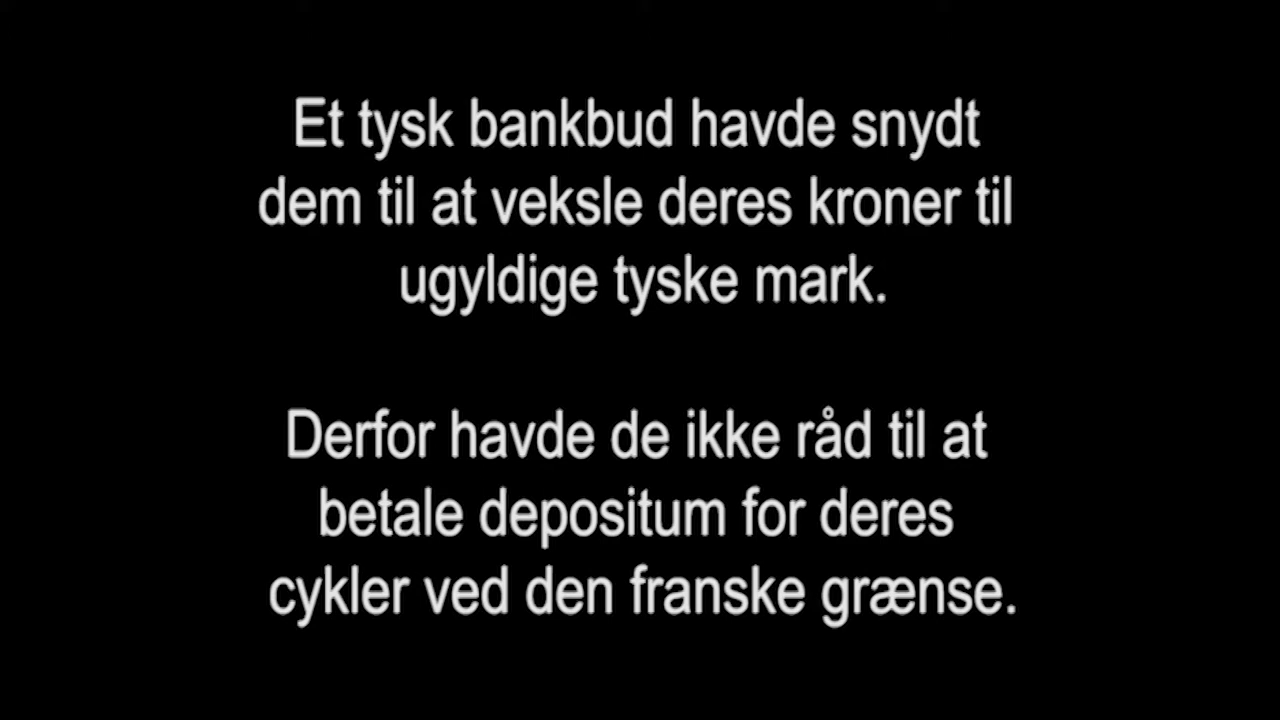 Et tysk bankbud havde snydt
dem til at veksle deres kroner til
ugyldige tyske mark.
Derfor havde de ikke råd til at
betale depositum for deres
cykler ved den franske grænse.